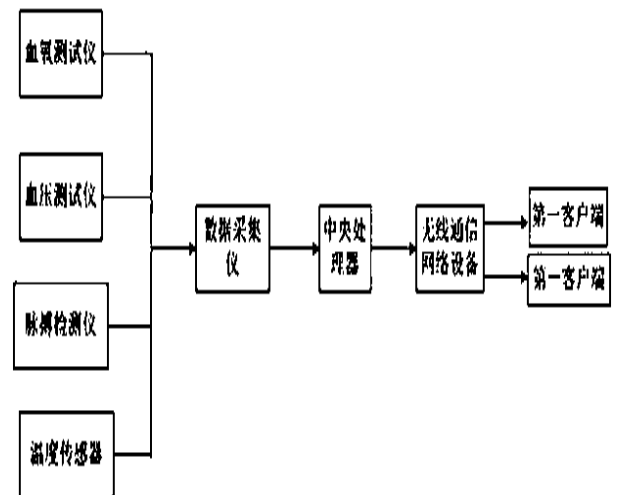 血氧测试仪
血压测试仪
脉搏检测仪
温度传感器
数据采集
仪
中央处
理器
无线通信
网络设备
第一客户端
第一客户端